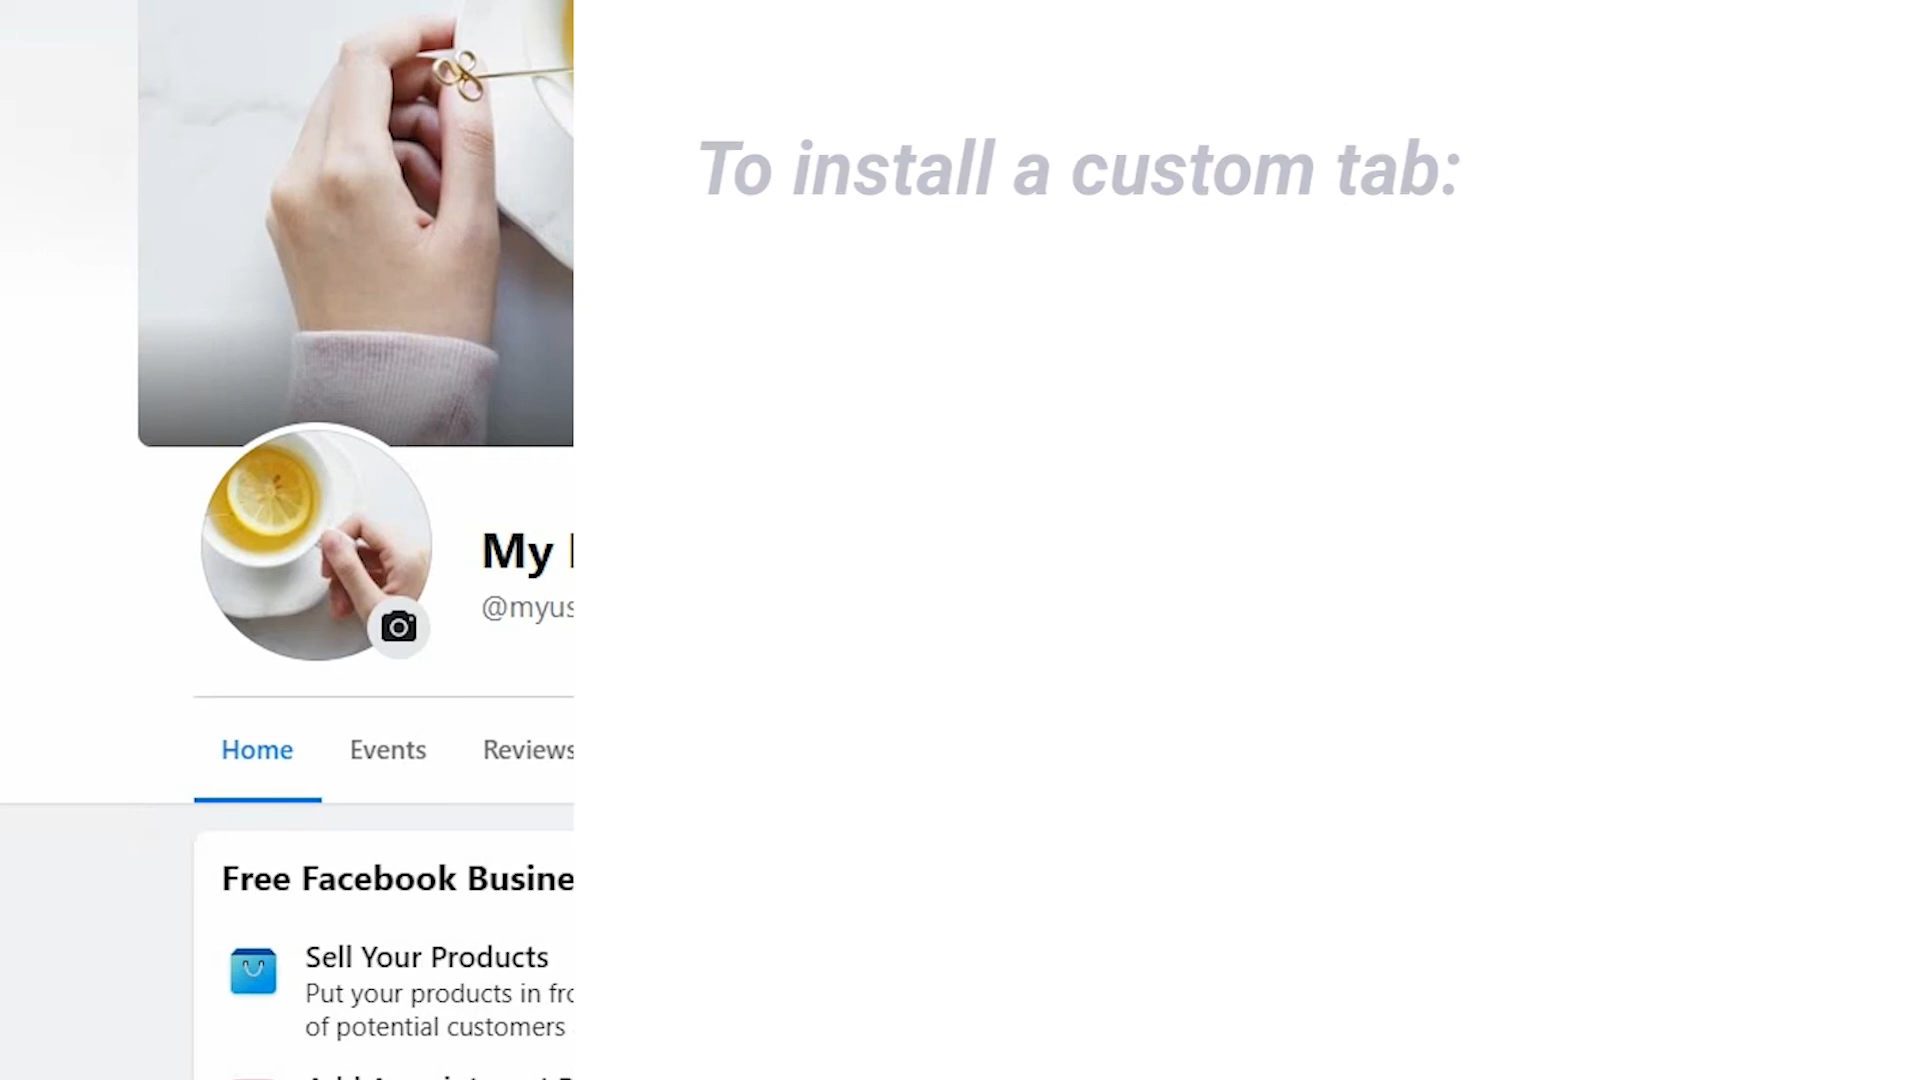 To install a custom tab:
My
@myus
Home Events Reviews
Free Facebook Busine
Sell Your Products
Put your products in fro
of potential customers